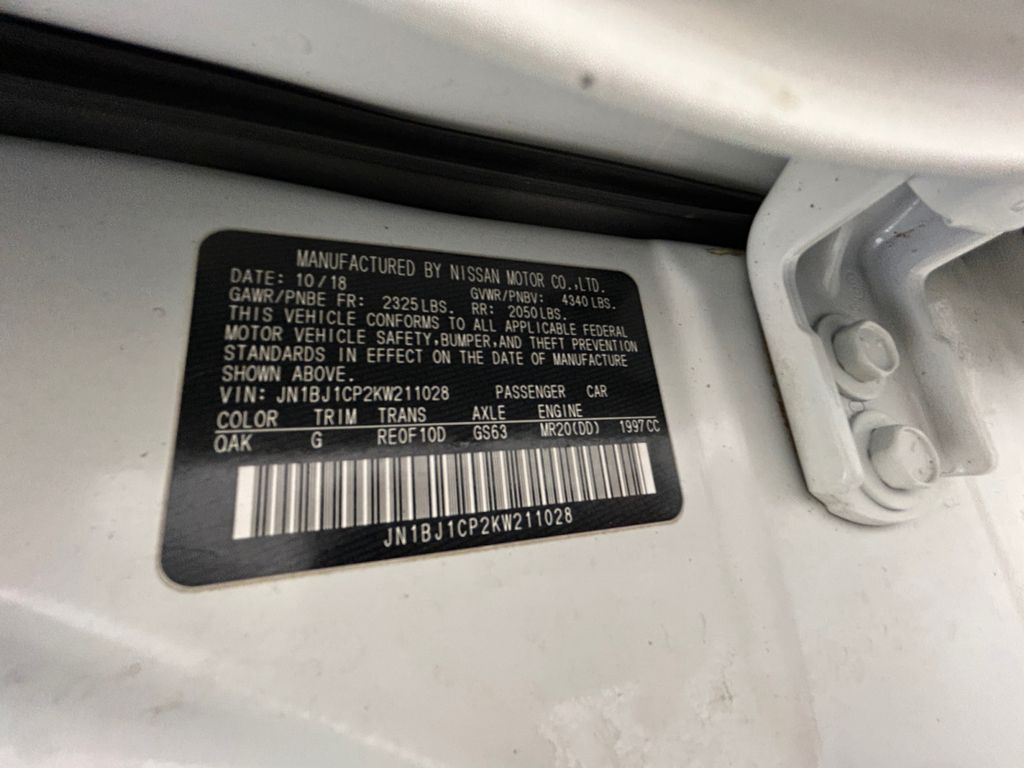 MANUFACTURED BY NISSAN MOTOR CO.,LTD.
DATE: 10/18
GAWR/PNBE FR: 2325LBS. GVWR/PNBV: 4340LBS.
RR: 2050LBS.
THIS VEHICLE CONFORMS TO ALL APPLICABLE FEDERAL
MOTOR VEHICLE SAFETY,BUMPER,AND THEFT PREVENTION
STANDARDS IN EFFECT ON THE DATE OF MANUFACTURE
SHOWN ABOVE.
VIN: JN1BJ1CP2KW211028 PASSENGER CAR
COLOR TRIM TRANS AXLE ENGINE
QAK G RE0F10D GS63 MR20(DD) 1997CC
JN1BJ1CP2KW211028